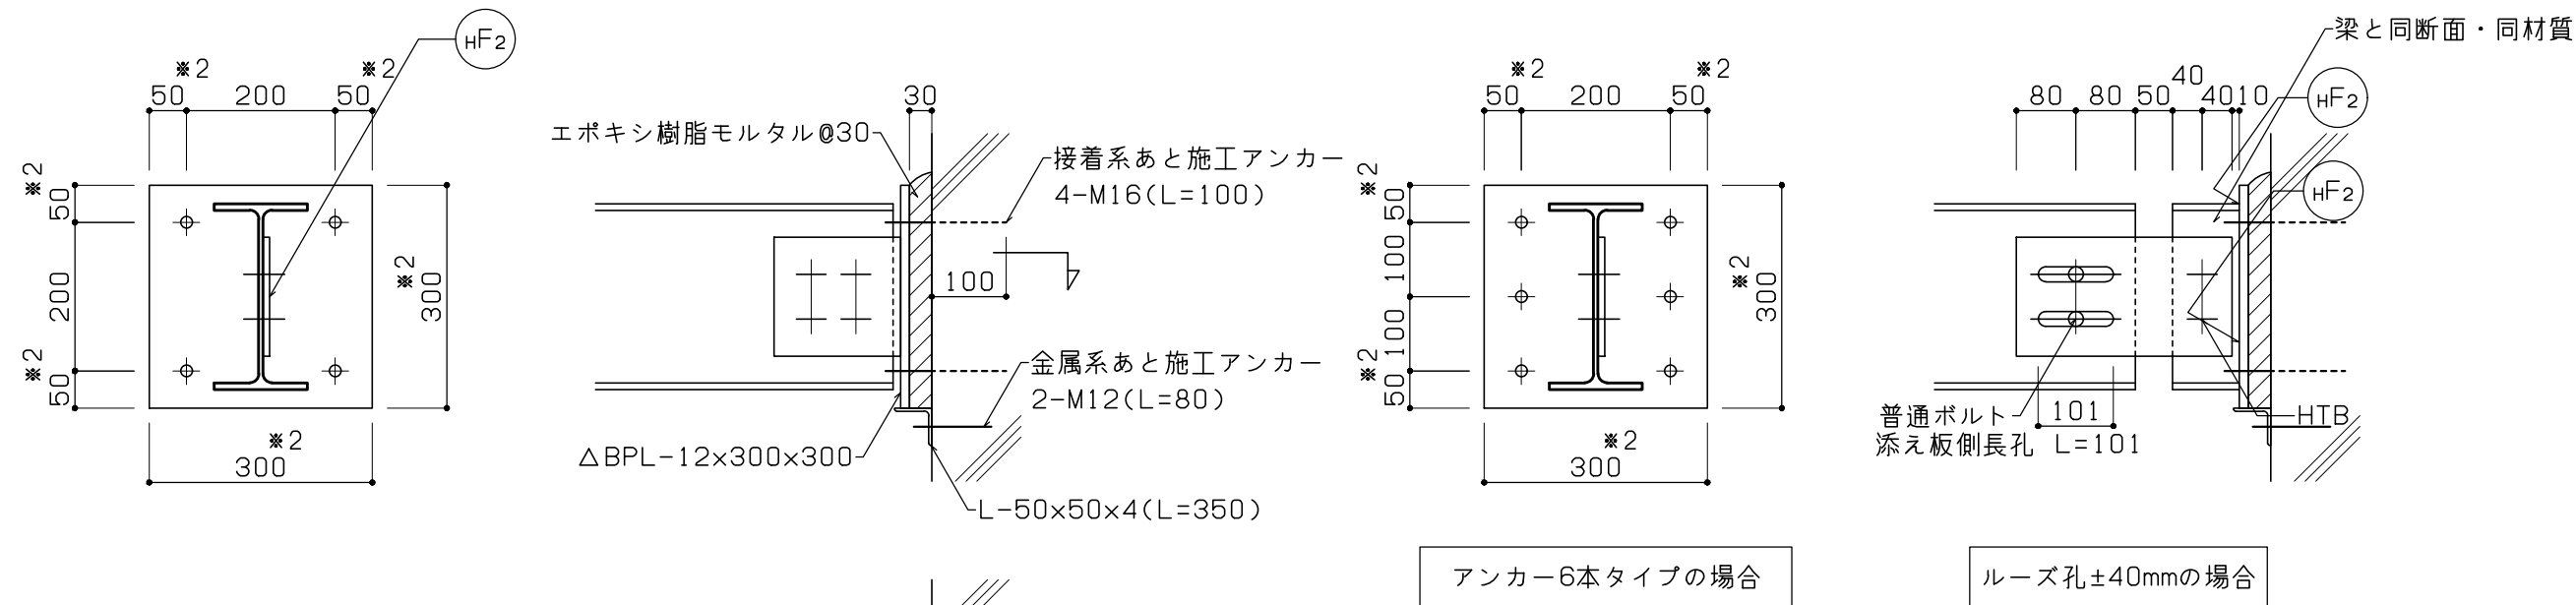 HF2
※2
※2
50
200
50
※2
50
200
※2
50
※2
300
※2
300
30
エポキシ樹脂モルタル@30
接着系あと施工アンカー
4-M16(L=100)
100
金属系あと施工アンカー
2-M12(L=80)
△BPL-12×300×300
L-50×50×4(L=350)
※2
※2
50
200
50
※2
50
100
100
※2
50
※2
300
※2
300
アンカー6本タイプの場合
梁と同断面・同材質
HF2
HF2
80
80
50
40
40
10
普通ボルト
添え板側長孔 L=101
101
HTB
ルーズ孔±40mmの場合